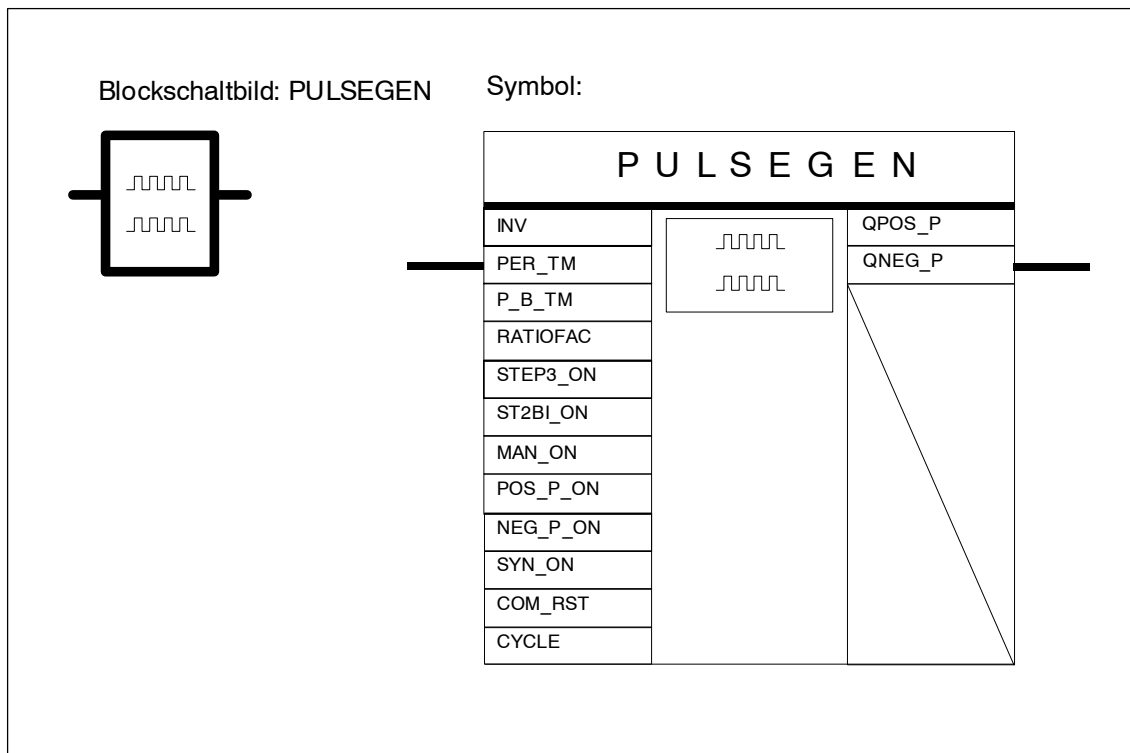 Blockschaltbild: PULSEGEN
Symbol:
PULSEGEN
INV
PER_TM
P_B_TM
RATIOFAC
STEP3_ON
ST2BI_ON
MAN_ON
POS_P_ON
NEG_P_ON
SYN_ON
COM_RST
CYCLE
QPOS_P
QNEG_P